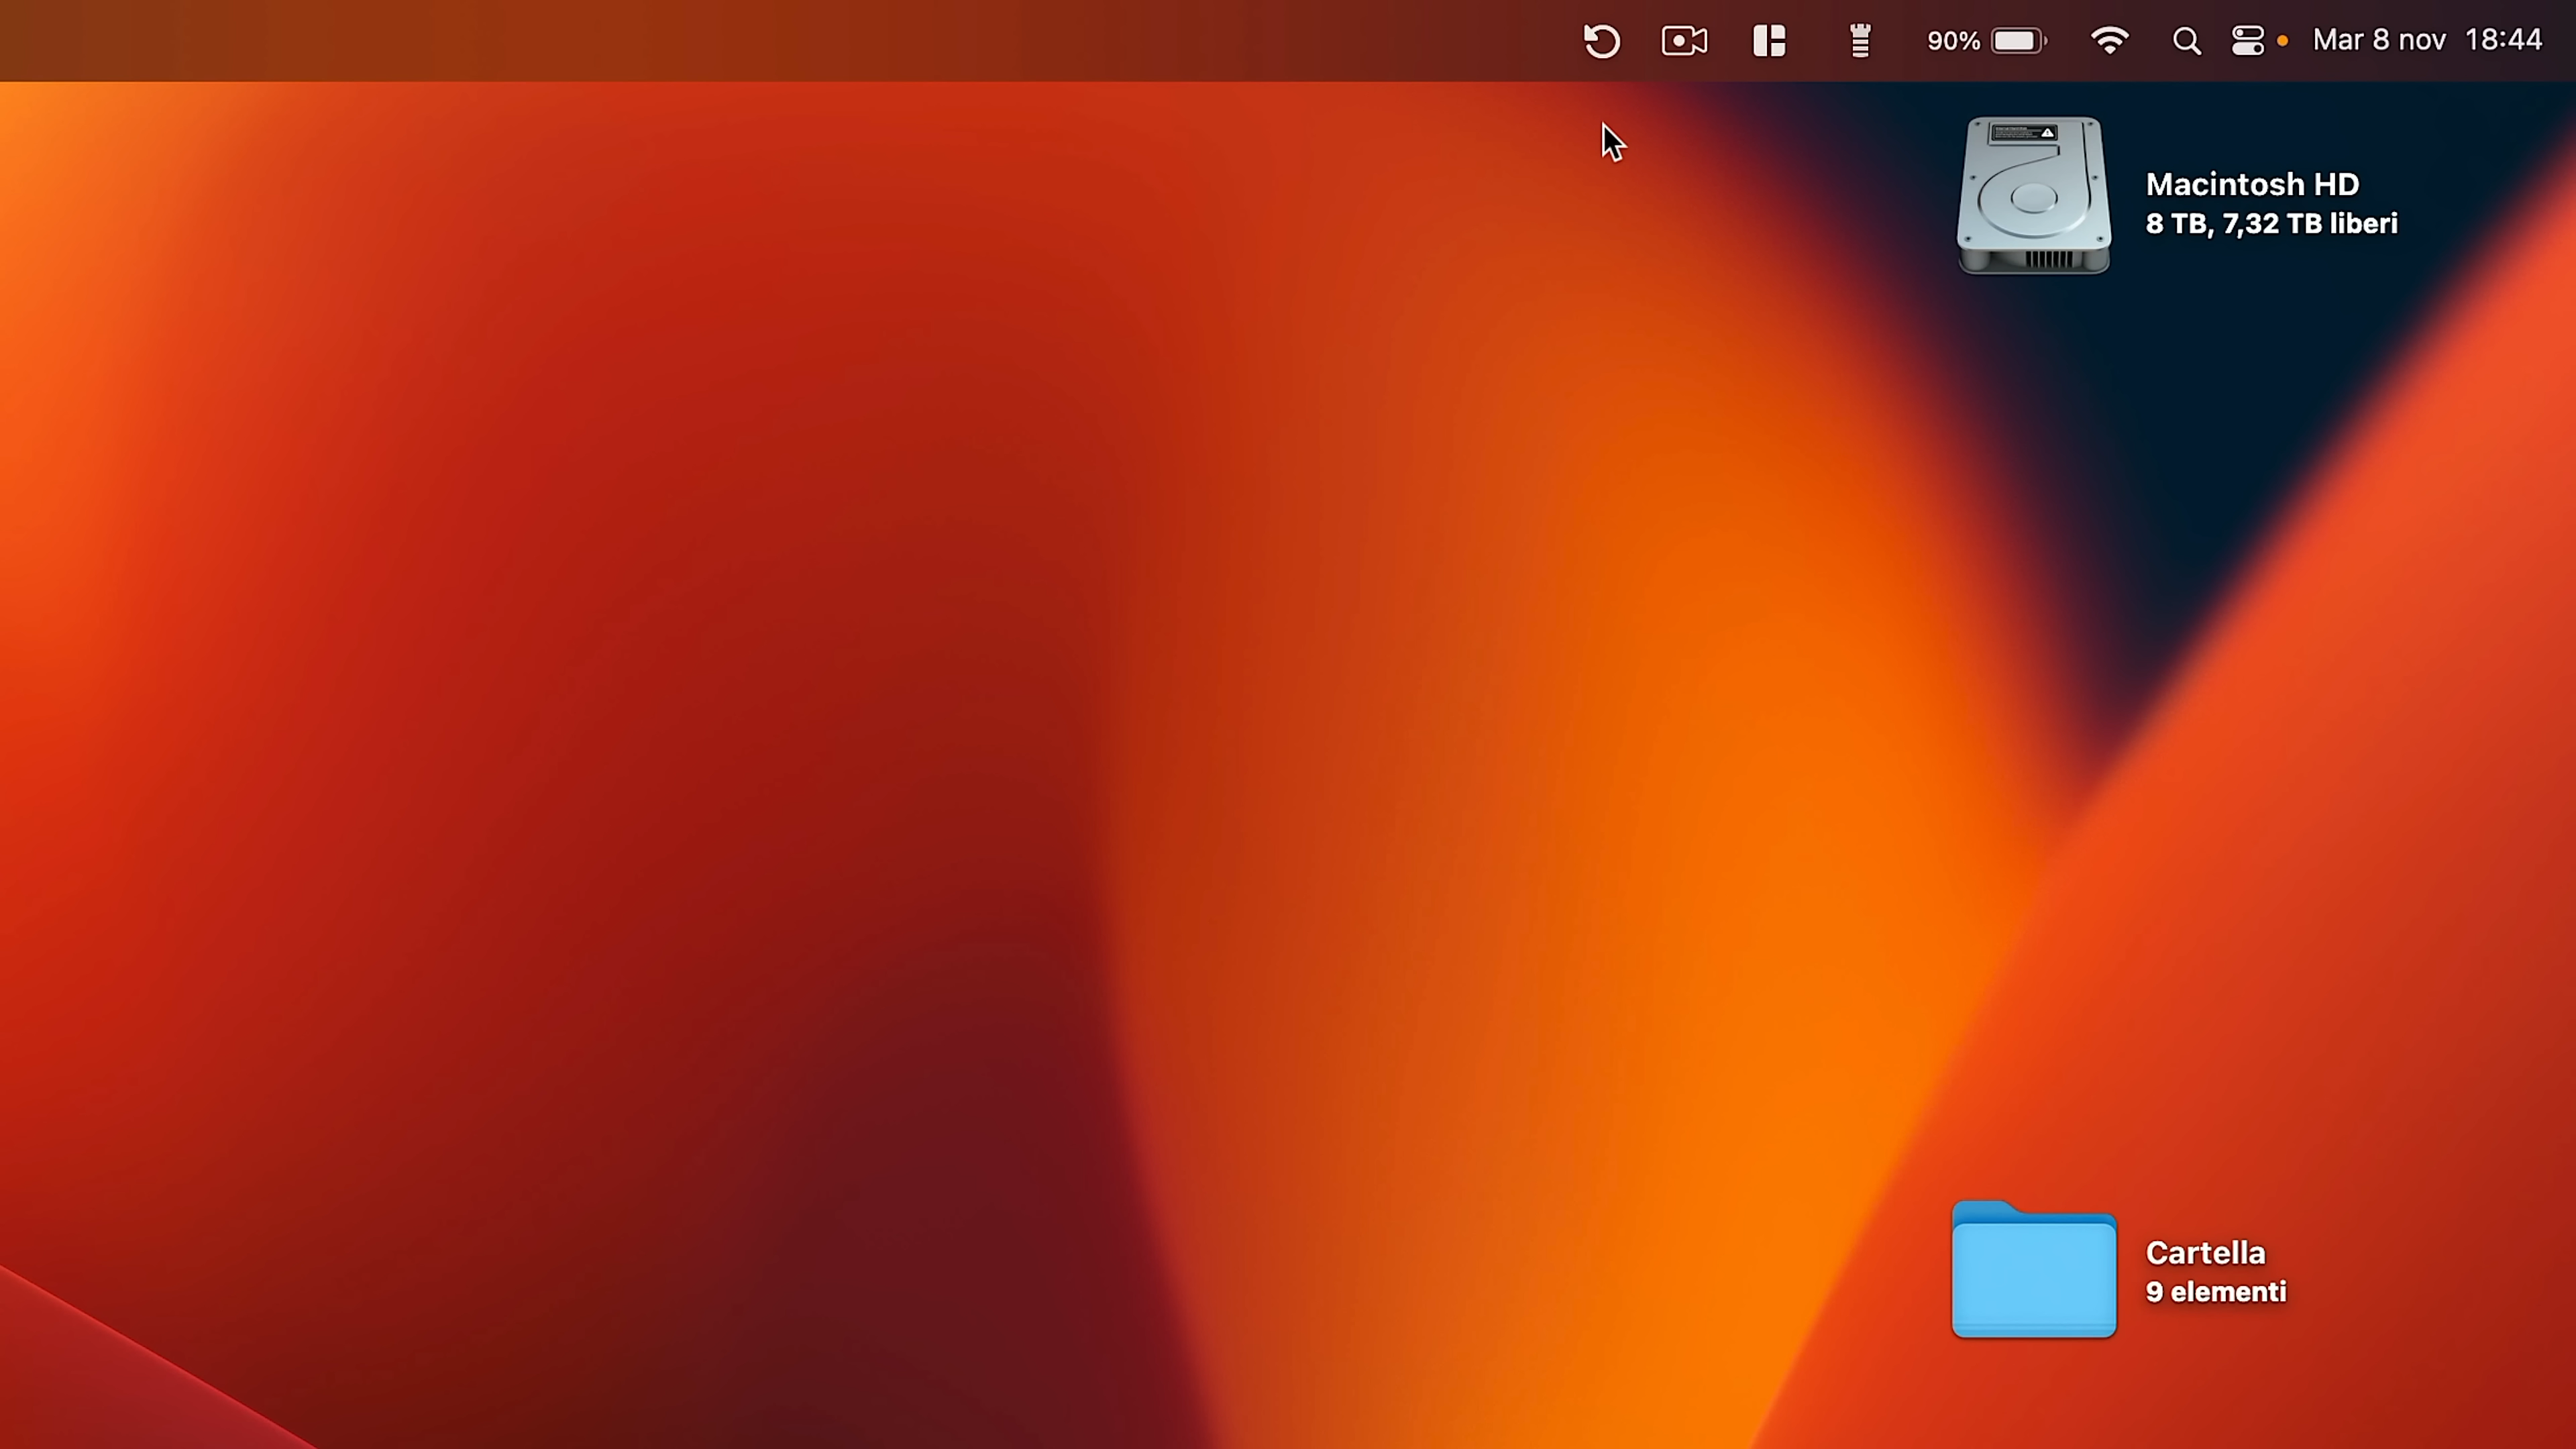 90% Mar 8 nov 18:44
Macintosh HD
8 TB, 7,32 TB liberi
Cartella
9 elementi